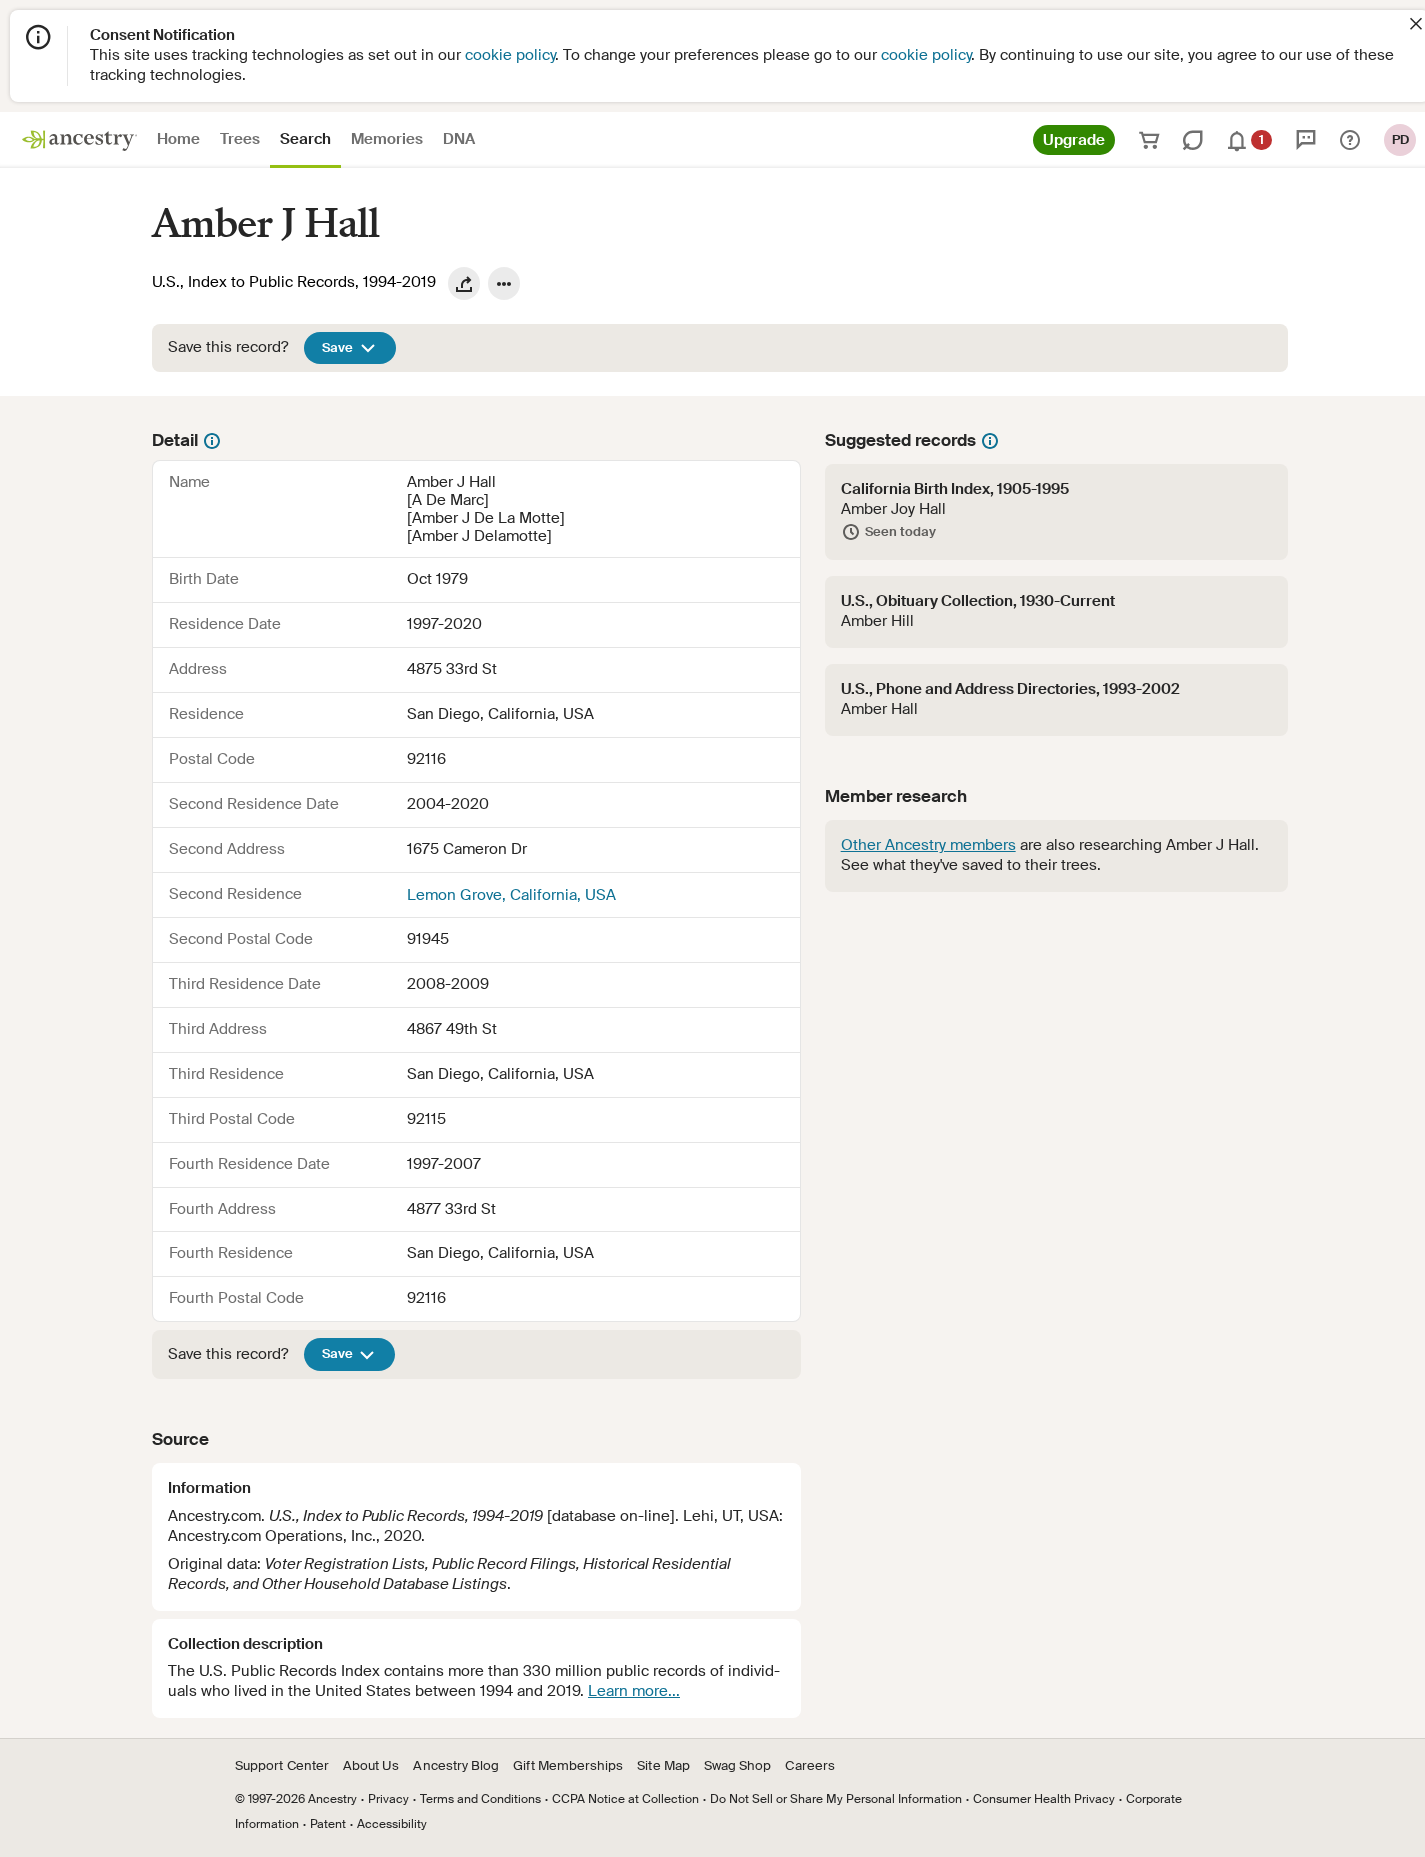 Consent Notification
This site uses tracking technologies as set out in our cookie policy. To change your preferences please go to our cookie policy. By continuing to use our site, you agree to our use of these
tracking technologies.
ancestry Home Trees Search Memories DNA Upgrade 1 PD
Amber J Hall
U.S., Index to Public Records, 1994-2019
Save this record? Save
Detail
Name Amber J Hall
[A De Marc]
[Amber J De La Motte]
[Amber J Delamotte]
Birth Date Oct 1979
Residence Date 1997-2020
Address 4875 33rd St
Residence San Diego, California, USA
Postal Code 92116
Second Residence Date 2004-2020
Second Address 1675 Cameron Dr
Second Residence Lemon Grove, California, USA
Second Postal Code 91945
Third Residence Date 2008-2009
Third Address 4867 49th St
Third Residence San Diego, California, USA
Third Postal Code 92115
Fourth Residence Date 1997-2007
Fourth Address 4877 33rd St
Fourth Residence San Diego, California, USA
Fourth Postal Code 92116
Save this record? Save
Suggested records
California Birth Index, 1905-1995
Amber Joy Hall
Seen today
U.S., Obituary Collection, 1930-Current
Amber Hill
U.S., Phone and Address Directories, 1993-2002
Amber Hall
Member research
Other Ancestry members are also researching Amber J Hall.
See what they've saved to their trees.
Source
Information
Ancestry.com. U.S., Index to Public Records, 1994-2019 [database on-line]. Lehi, UT, USA:
Ancestry.com Operations, Inc., 2020.
Original data: Voter Registration Lists, Public Record Filings, Historical Residential
Records, and Other Household Database Listings.
Collection description
The U.S. Public Records Index contains more than 330 million public records of individ-
uals who lived in the United States between 1994 and 2019. Learn more...
Support Center About Us Ancestry Blog Gift Memberships Site Map Swag Shop Careers
© 1997-2026 Ancestry • Privacy • Terms and Conditions • CCPA Notice at Collection • Do Not Sell or Share My Personal Information • Consumer Health Privacy • Corporate
Information • Patent • Accessibility